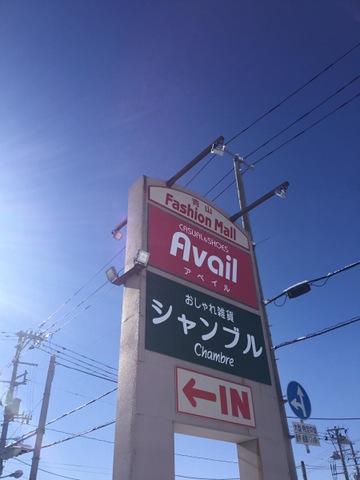 Fashion Mall
CASUAL&SHOES
Avail
アベイル
おしゃれ雑貨
シャンブル
Chambre
←IN